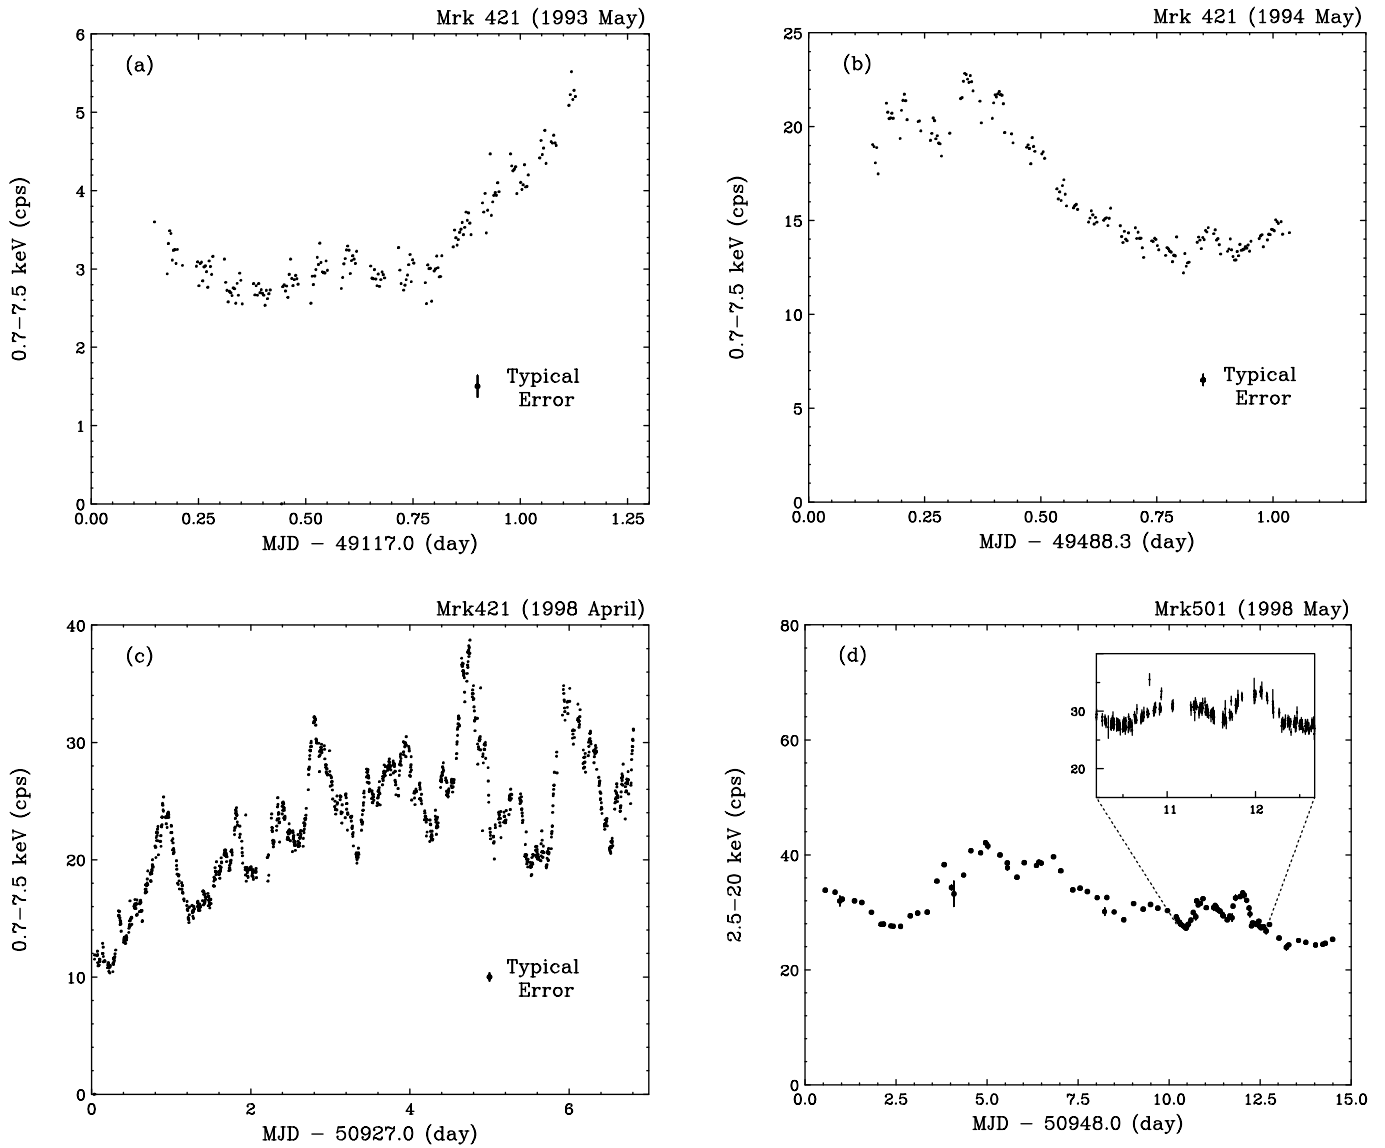 Mrk 421 (1993 May)
(a)
6
5
4
3
2
1
0
0.7−7.5 keV (cps)
Typical
Error
0.00 0.25 0.50 0.75 1.00 1.25
MJD − 49117.0 (day)
Mrk 421 (1994 May)
(b)
25
20
15
10
5
0
0.7−7.5 keV (cps)
Typical
Error
0.00 0.25 0.50 0.75 1.00
MJD − 49488.3 (day)
Mrk421 (1998 April)
(c)
40
30
20
10
0
0.7−7.5 keV (cps)
Typical
Error
0 2 4 6
MJD − 50927.0 (day)
Mrk501 (1998 May)
(d)
80
60
40
20
0
2.5−20 keV (cps)
30
20
11 12
0.0 2.5 5.0 7.5 10.0 12.5 15.0
MJD − 50948.0 (day)